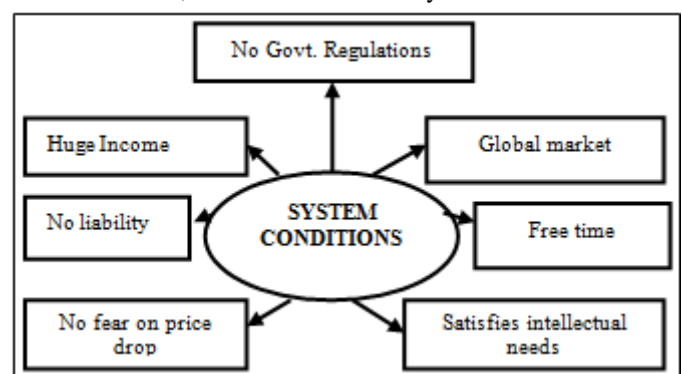 No Govt. Regulations
Huge Income
Global market
No liability
SYSTEM
CONDITIONS
Free time
No fear on price
drop
Satisfies intellectual
needs